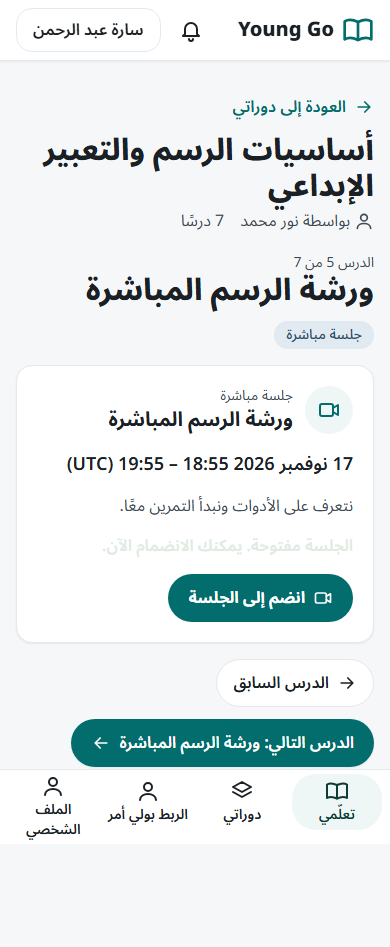 Young Go
سارة عبد الرحمن
العودة إلى دوراتي
أساسيات الرسم والتعبير
الإبداعي
بواسطة نور محمد 7 درسًا
الدرس 5 من 7
ورشة الرسم المباشرة
جلسة مباشرة
جلسة مباشرة
ورشة الرسم المباشرة
17 نوفمبر 2026 18:55 – 19:55 (UTC)
نتعرف على الأدوات ونبدأ التمرين معًا.
الجلسة مفتوحة. يمكنك الانضمام الآن.
انضم إلى الجلسة
الدرس السابق
الدرس التالي: ورشة الرسم المباشرة
تعلّمي
دوراتي
الربط بولي أمر
الملف
الشخصي